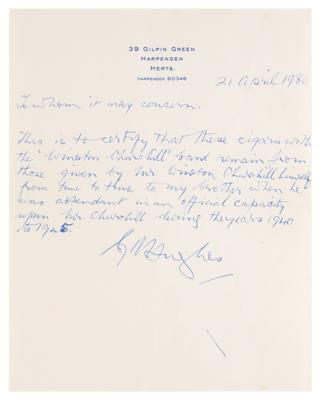 39 GILPIN GREEN
HARPENDEN
HERTS.
HARPENDEN 60346
21 April 1980
To whom it may concern.
This is to certify that these cigars with
the "Winston Churchill" band remain from
those given by Mr. Winston Churchill himself
from time to time to my brother when he
was attendant in an official capacity
upon Mr. Churchill during the years 1940
to 1945.
Hughes